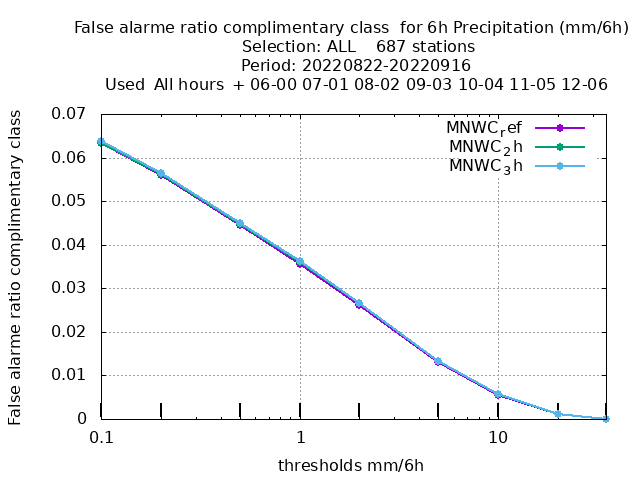 False alarme ratio complimentary class  for 6h Precipitation (mm/6h)
Selection: ALL    687 stations
Period: 20220822-20220916
Used  All hours  + 06-00 07-01 08-02 09-03 10-04 11-05 12-06
False alarme ratio complimentary class
0.07
0.06
0.05
0.04
0.03
0.02
0.01
0
MNWCref
MNWC2h
MNWC3h
0.1
1
10
thresholds mm/6h